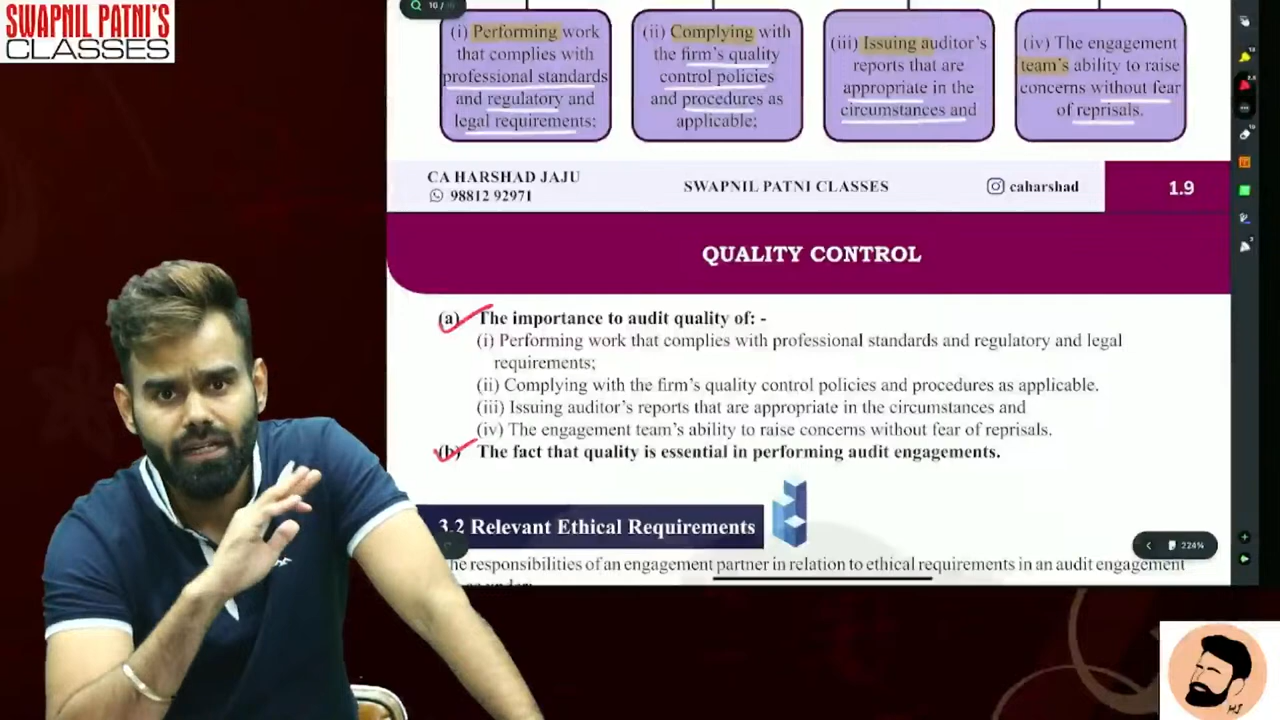 SWAPNIL PATNI'S
CLASSES
10 /
(i) Performing work
that complies with
professional standards
and regulatory and
legal requirements;
(ii) Complying with
the firm's quality
control policies
and procedures as
applicable;
(iii) Issuing auditor's
reports that are
appropriate in the
circumstances and
(iv) The engagement
team's ability to raise
concerns without fear
of reprisals.
CA HARSHAD JAJU
98812 92971
SWAPNIL PATNI CLASSES
caharshad
1.9
QUALITY CONTROL
(a) The importance to audit quality of: -
(i) Performing work that complies with professional standards and regulatory and legal
requirements;
(ii) Complying with the firm's quality control policies and procedures as applicable.
(iii) Issuing auditor's reports that are appropriate in the circumstances and
(iv) The engagement team's ability to raise concerns without fear of reprisals.
(b) The fact that quality is essential in performing audit engagements.
3.2 Relevant Ethical Requirements
he responsibilities of an engagement partner in relation to ethical requirements in an audit engagement
224%